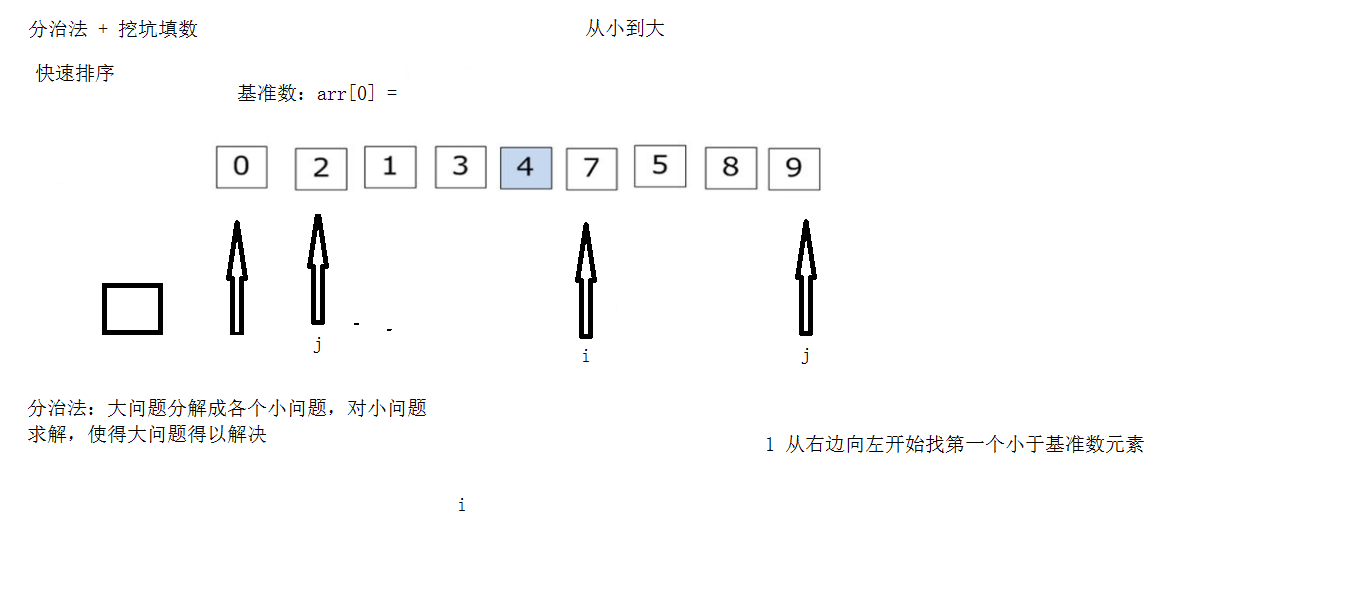 分治法 + 挖坑填数
从小到大
快速排序
基准数: arr[0] =
0 2 1 3 4 7 5 8 9
j
i
j
分治法: 大问题分解成各个小问题, 对小问题
求解, 使得大问题得以解决
1 从右边向左开始找第一个小于基准数元素
i